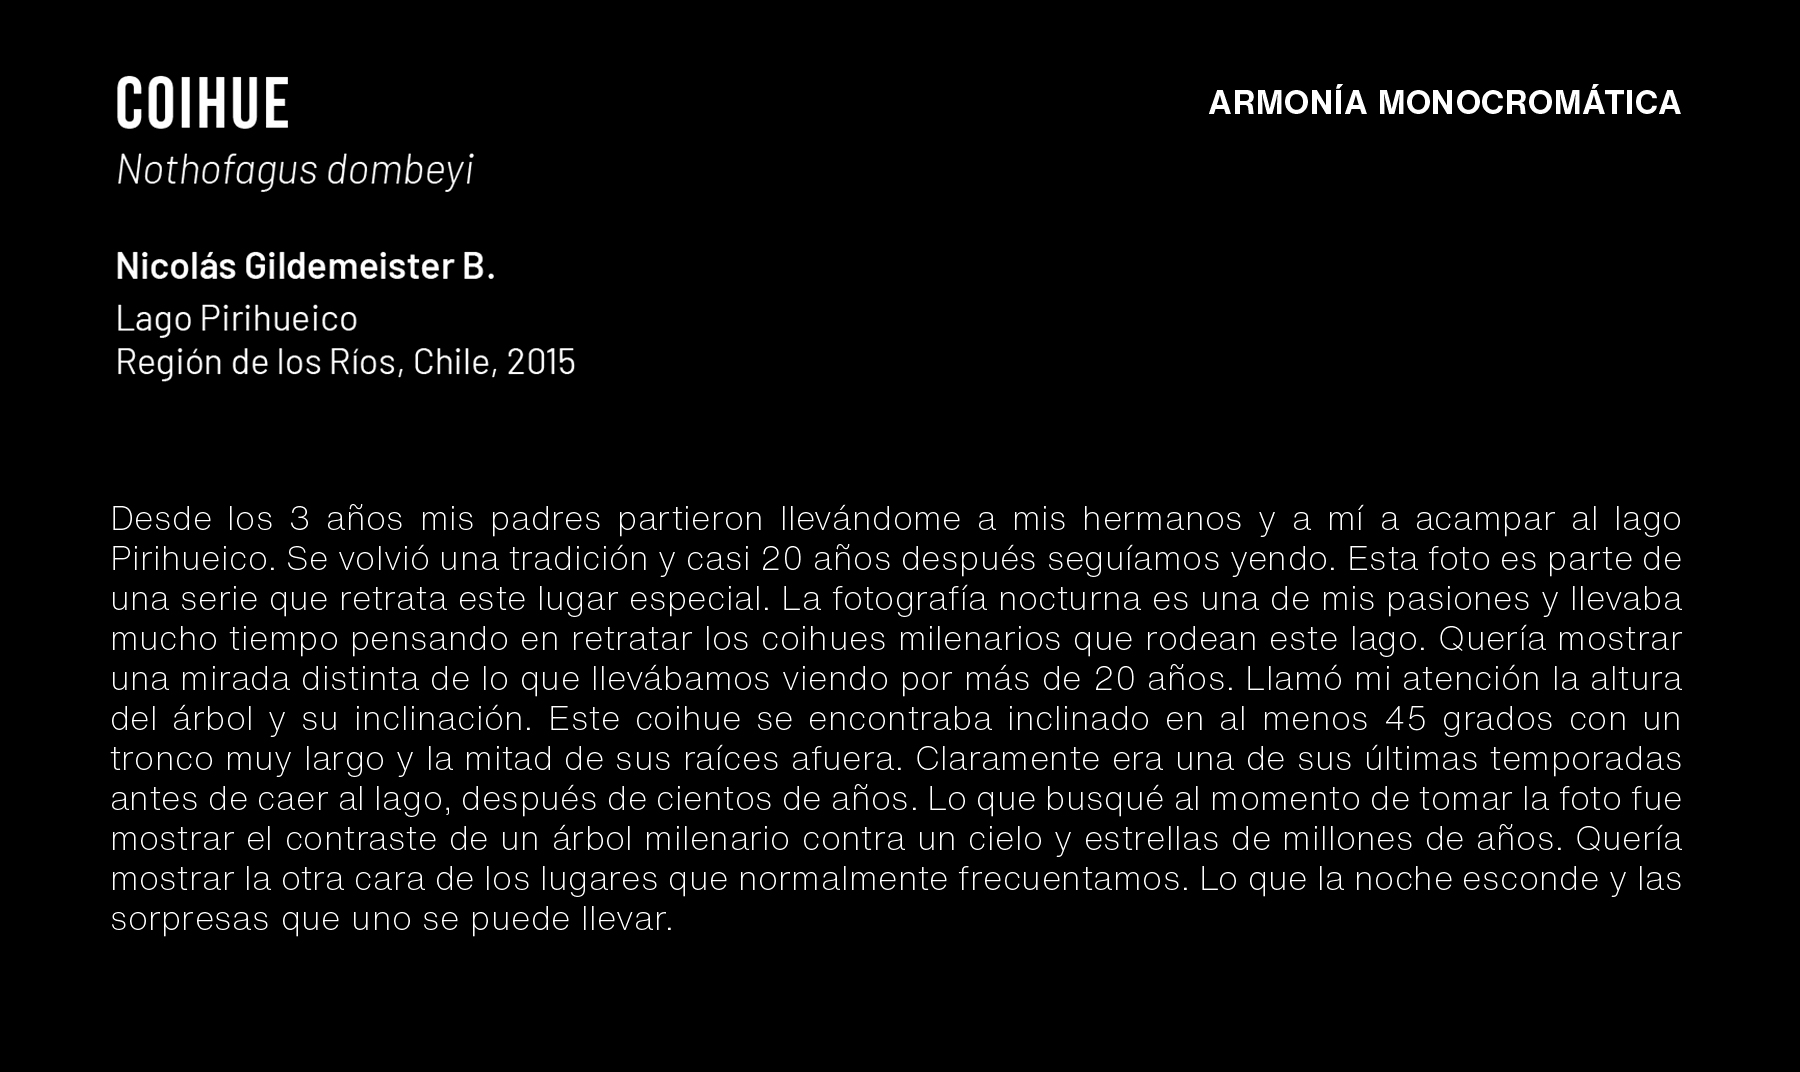 COIHUE
ARMONÍA MONOCROMÁTICA
Nothofagus dombeyi
Nicolás Gildemeister B.
Lago Pirihueico
Región de los Ríos, Chile, 2015
Desde los 3 años mis padres partieron llevándome a mis hermanos y a mí a acampar al lago
Pirihueico. Se volvió una tradición y casi 20 años después seguíamos yendo. Esta foto es parte de
una serie que retrata este lugar especial. La fotografía nocturna es una de mis pasiones y llevaba
mucho tiempo pensando en retratar los coihues milenarios que rodean este lago. Quería mostrar
una mirada distinta de lo que llevábamos viendo por más de 20 años. Llamó mi atención la altura
del árbol y su inclinación. Este coihue se encontraba inclinado en al menos 45 grados con un
tronco muy largo y la mitad de sus raíces afuera. Claramente era una de sus últimas temporadas
antes de caer al lago, después de cientos de años. Lo que busqué al momento de tomar la foto fue
mostrar el contraste de un árbol milenario contra un cielo y estrellas de millones de años. Quería
mostrar la otra cara de los lugares que normalmente frecuentamos. Lo que la noche esconde y las
sorpresas que uno se puede llevar.